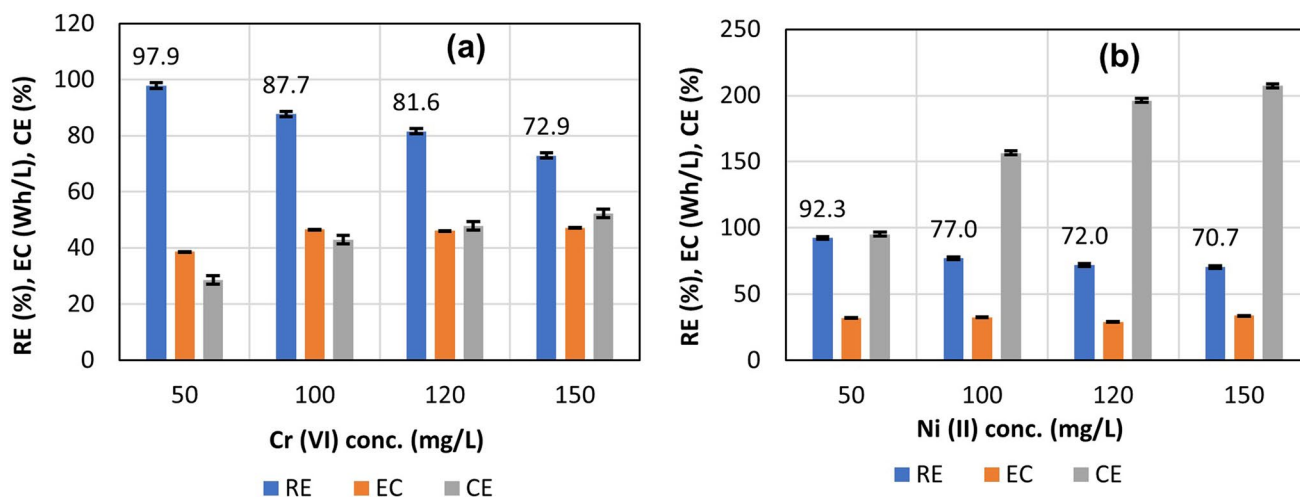 (a)
RE (%), EC (Wh/L), CE (%)
120
100
80
60
40
20
0
97.9
87.7
81.6
72.9
50 100 120 150
Cr (VI) conc. (mg/L)
RE EC CE
(b)
RE (%), EC (Wh/L), CE (%)
250
200
150
100
50
0
92.3
77.0
72.0
70.7
50 100 120 150
Ni (II) conc. (mg/L)
RE EC CE